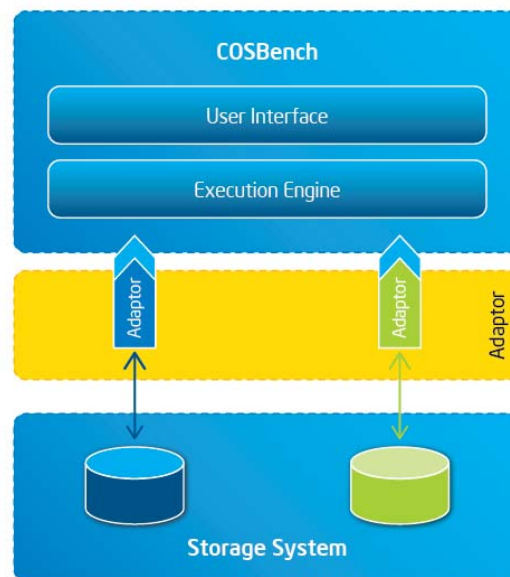 COSBench
User Interface
Execution Engine
Adaptor
Adaptor
Adaptor
Storage System